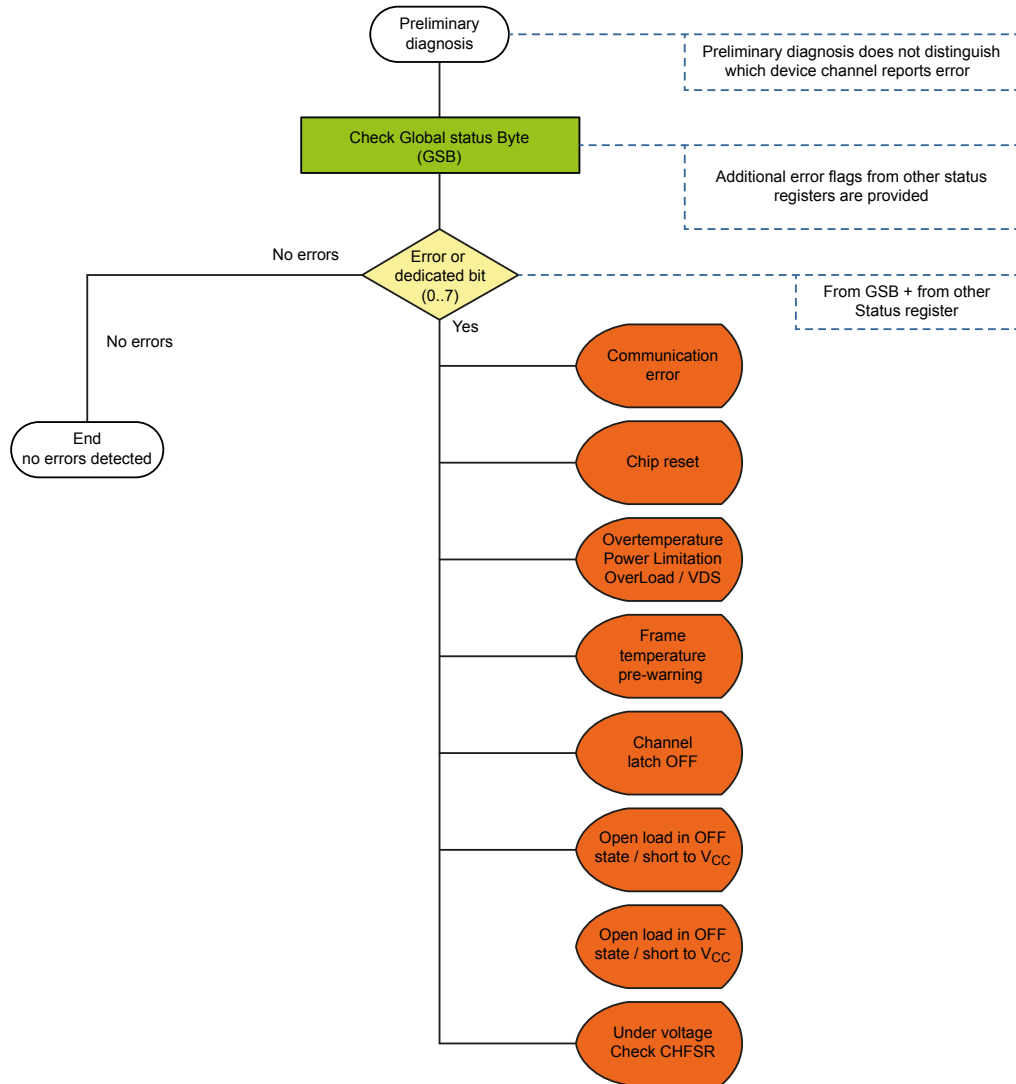 Preliminary
diagnosis
Preliminary diagnosis does not distinguish
which device channel reports error
Check Global status Byte
(GSB)
Additional error flags from other status
registers are provided
No errors
Error or
dedicated bit
(0..7)
From GSB + from other
Status register
Yes
No errors
Communication
error
End
no errors detected
Chip reset
Overtemperature
Power Limitation
OverLoad / VDS
Frame
temperature
pre-warning
Channel
latch OFF
Open load in OFF
state / short to VCC
Open load in OFF
state / short to VCC
Under voltage
Check CHFSR